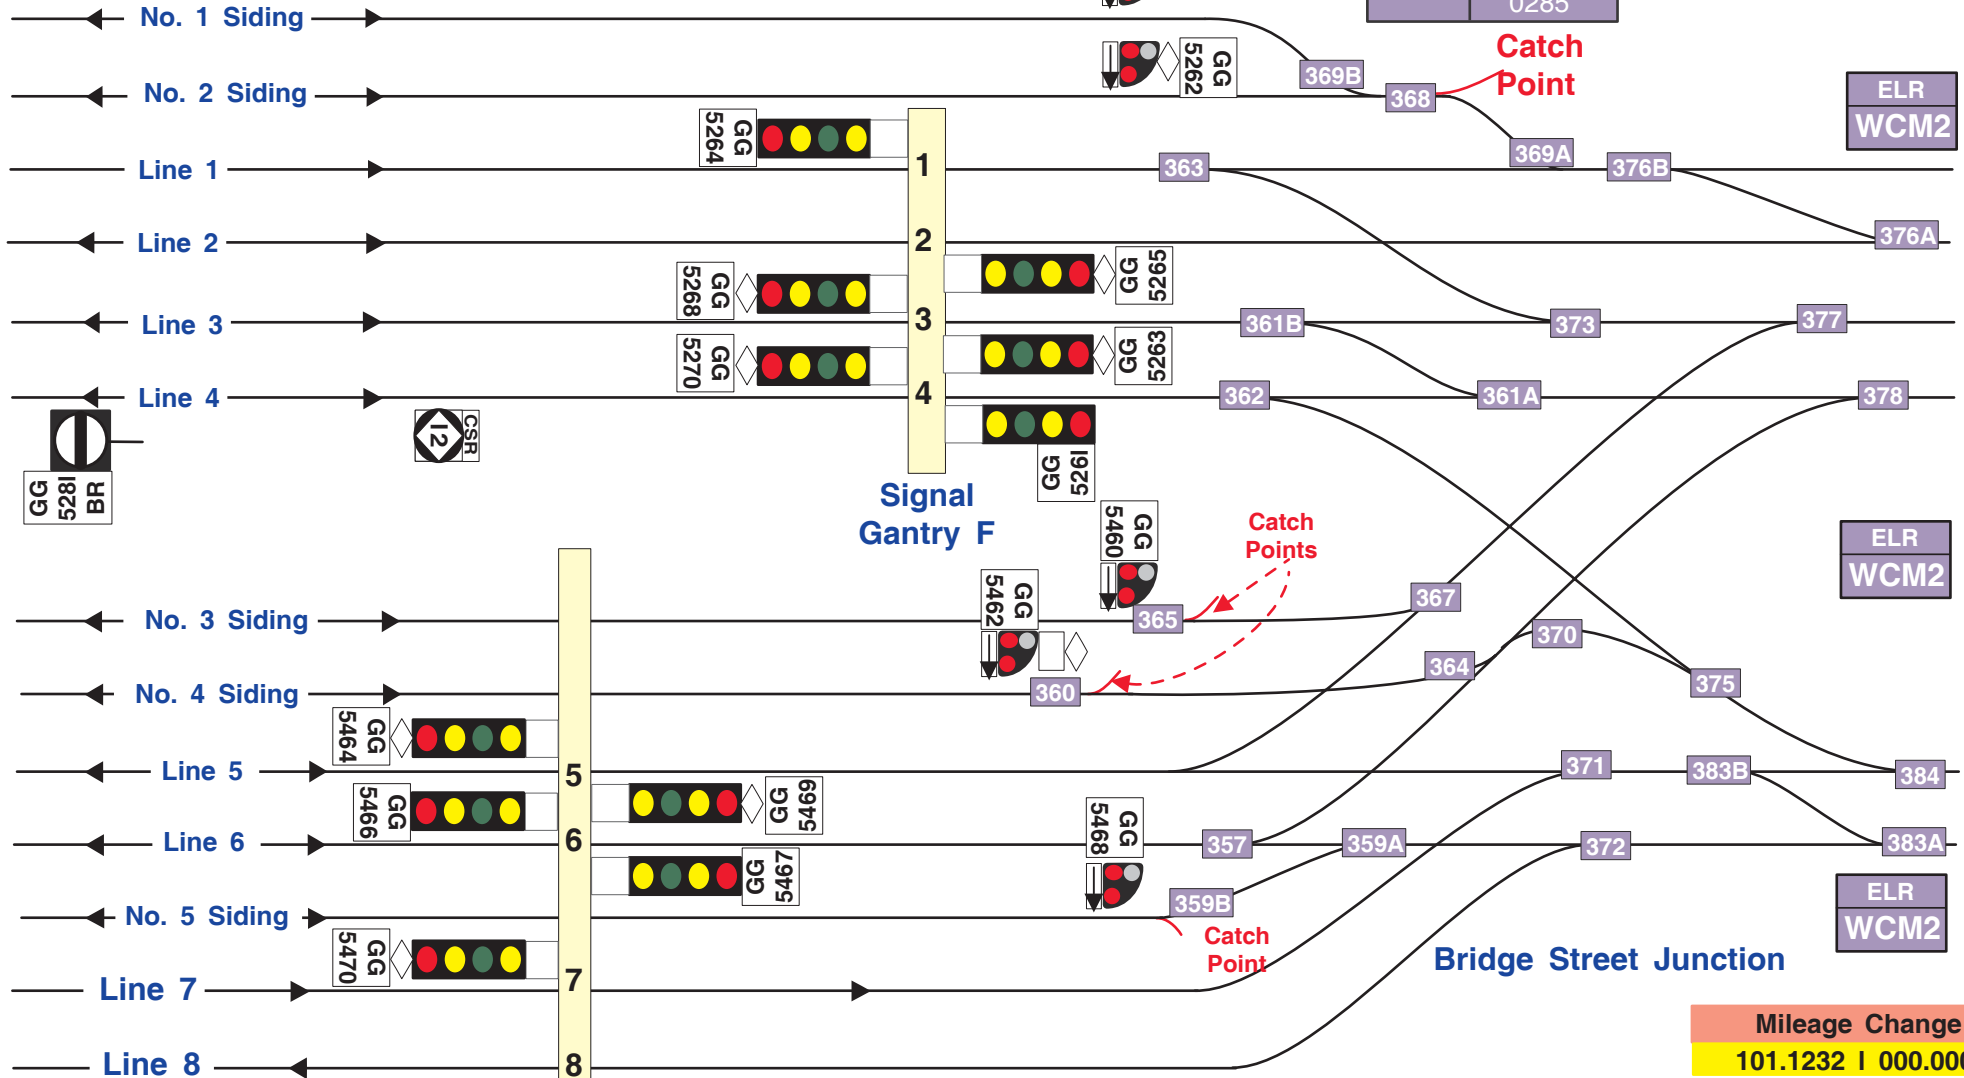 0285
No. 1 Siding
Catch
Point
GG
5262
369B
368
No. 2 Siding
ELR
WCM2
GG
5264
369A
Line 1
1
363
376B
Line 2
2
376A
GG
5265
GG
5268
Line 3
3
361B
373
377
GG
5263
GG
5270
Line 4
4
362
361A
378
I2
CSR
GG
5261
GG
528I
BR
Signal
Gantry F
GG
5460
Catch
Points
ELR
WCM2
GG
5462
367
No. 3 Siding
365
370
364
375
No. 4 Siding
360
GG
5464
Line 5
5
371
383B
384
GG
5469
GG
5466
GG
5468
Line 6
6
357
359A
372
383A
GG
5467
359B
ELR
WCM2
No. 5 Siding
Catch
Point
GG
5470
Bridge Street Junction
Line 7
7
Mileage Change
101.1232 I 000.000
Line 8
8